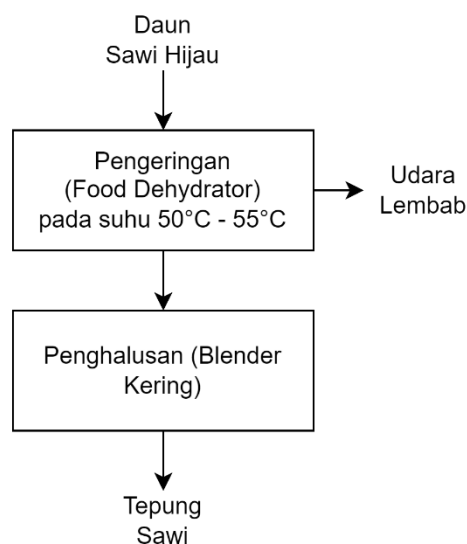 Daun
Sawi Hijau
Pengeringan
(Food Dehydrator)
pada suhu 50°C - 55°C
Udara
Lembab
Penghalusan (Blender
Kering)
Tepung
Sawi